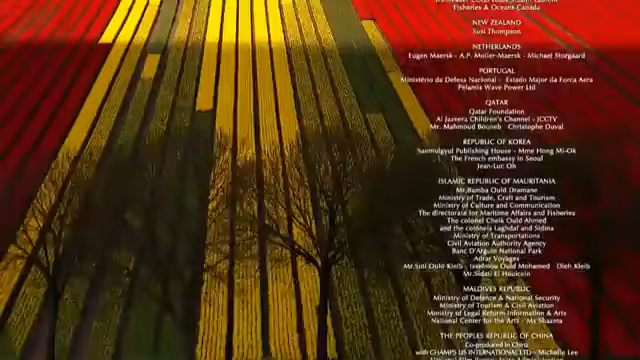 Fisheries & Oceans Canada
NEW ZEALAND
Susi Thompson
NETHERLANDS
Eugen Maersk - A.P. Moller-Maersk - Michael Storgaard
PORTUGAL
Ministério da Defesa Nacional - Estado Major da Forca Aera
Pelamis Wave Power Ltd
QATAR
Qatar Foundation
Al Jazeera Children's Channel - JCCTV
Mr. Mahmoud Bouneb - Christophe Duval
REPUBLIC OF KOREA
Saemulgyul Publishing House - Mme Hong Mi-Ok
The French embassy in Seoul
Jean-Luc Oh
ISLAMIC REPUBLIC OF MAURITANIA
Mr.Bamba Ould Dramane
Ministry of Trade, Craft and Tourism
Ministry of Culture and Communication
The directorate for Maritime Affairs and Fisheries
The colonel Cheik Ould Ahmed
and the colonels Laghdaf and Sidina
Ministry of Transportations
Civil Aviation Authority Agency
Banc D'Arguin National Park
Adrar Voyages
Mr.Sidi Ould Kleib - Isselmou Ould Mohamed - Dieh Kleib
Mr.Sidati El Houicein
MALDIVES REPUBLIC
Ministry of Defence & National Security
Ministry of Tourism & Civil Aviation
Ministry of Legal Reform Information & Arts
National Center for the Arts - Ms Shazma
THE PEOPLES REPUBLIC OF CHINA
Co-produced in China
with CHAMPS US INTERNATIONAL LTD - Michelle Lee